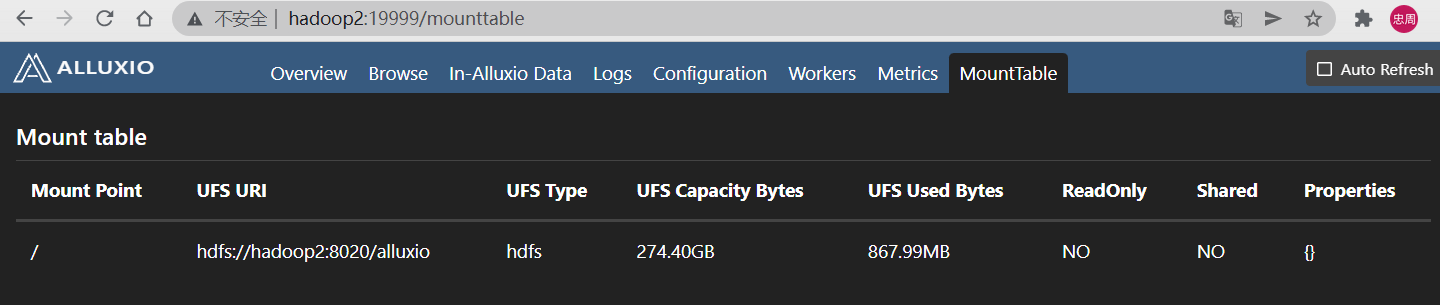 不安全 | hadoop2:19999/mounttable
忠周
ALLUXIO Overview Browse In-Alluxio Data Logs Configuration Workers Metrics MountTable Auto Refresh
Mount table
Mount Point UFS URI UFS Type UFS Capacity Bytes UFS Used Bytes ReadOnly Shared Properties
/ hdfs://hadoop2:8020/alluxio hdfs 274.40GB 867.99MB NO NO {}